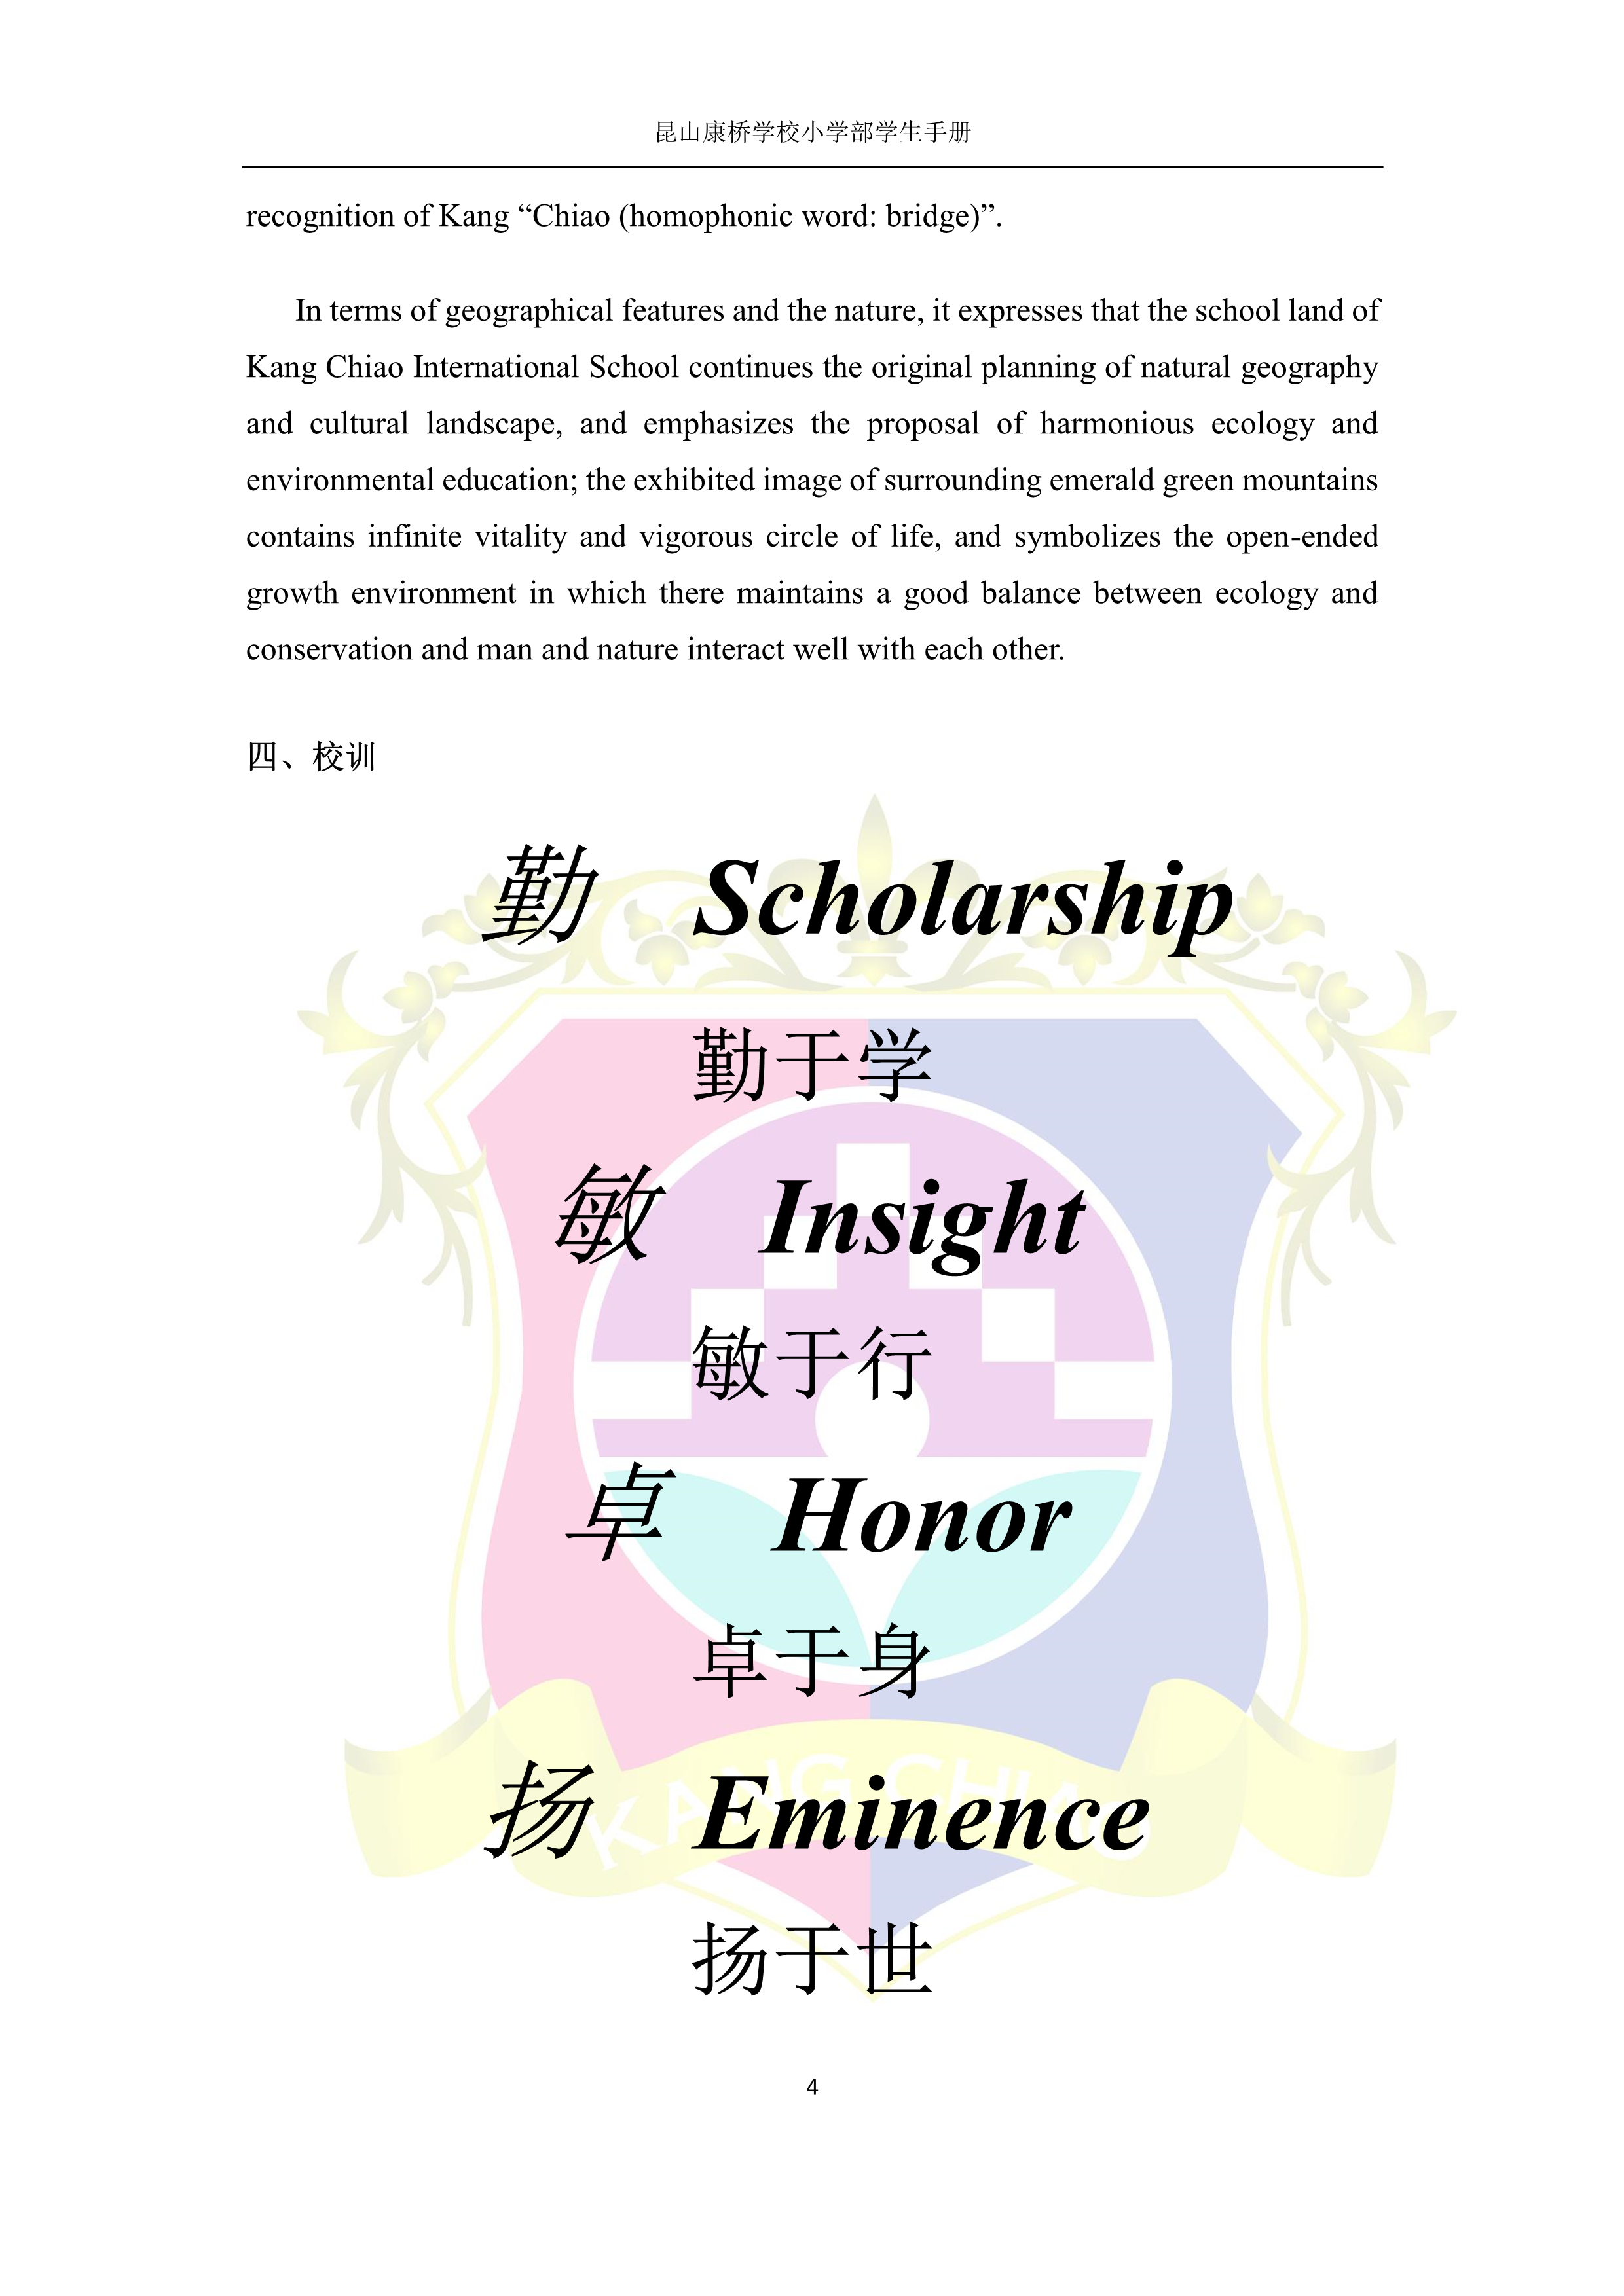 昆山康桥学校小学部学生手册
recognition of Kang “Chiao (homophonic word: bridge)”.
In terms of geographical features and the nature, it expresses that the school land of
Kang Chiao International School continues the original planning of natural geography
and cultural landscape, and emphasizes the proposal of harmonious ecology and
environmental education; the exhibited image of surrounding emerald green mountains
contains infinite vitality and vigorous circle of life, and symbolizes the open-ended
growth environment in which there maintains a good balance between ecology and
conservation and man and nature interact well with each other.
四、校训
勤 Scholarship
勤于学
敏 Insight
敏于行
卓 Honor
卓于身
KANG CHIAO
扬 Eminence
扬于世
4